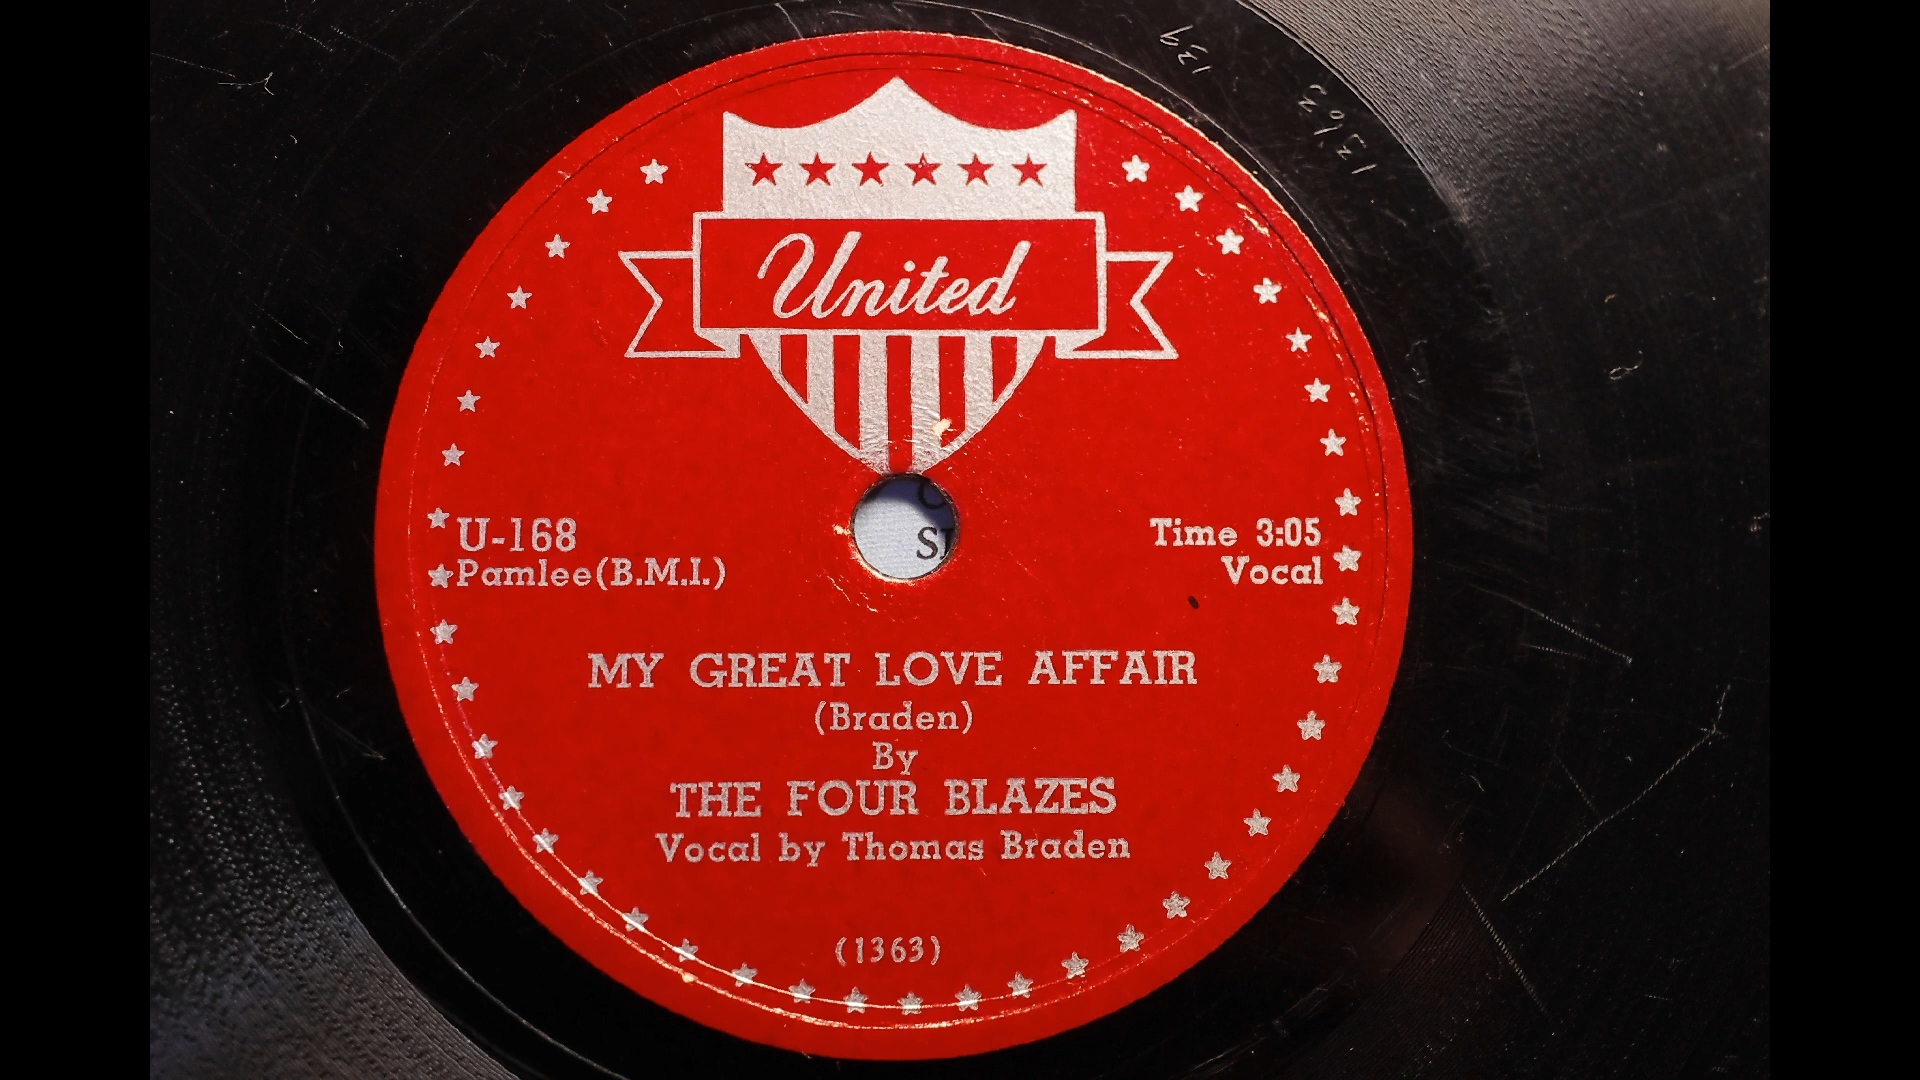 United
U-168
Pamlee(B.M.I.)
Time 3:05
Vocal
MY GREAT LOVE AFFAIR
(Braden)
By
THE FOUR BLAZES
Vocal by Thomas Braden
(1363)